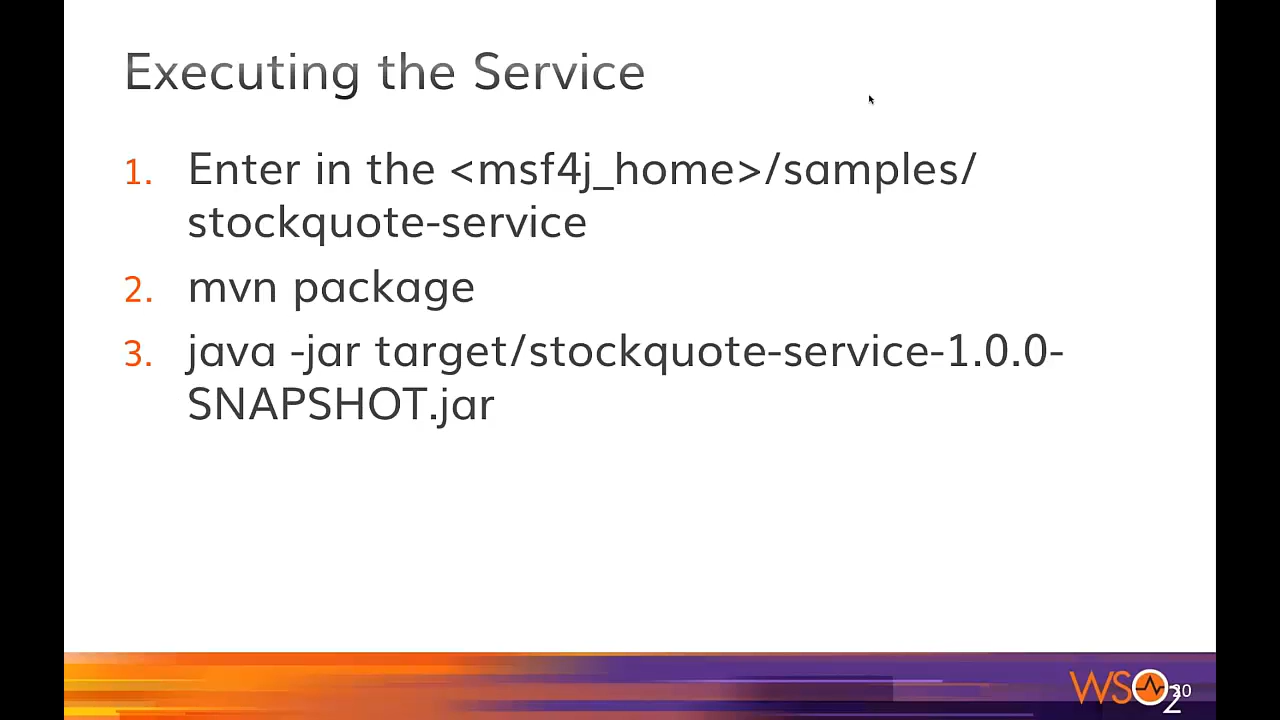 Executing the Service
1. Enter in the <msf4j_home>/samples/
stockquote-service
2. mvn package
3. java -jar target/stockquote-service-1.0.0-
SNAPSHOT.jar
WSO2